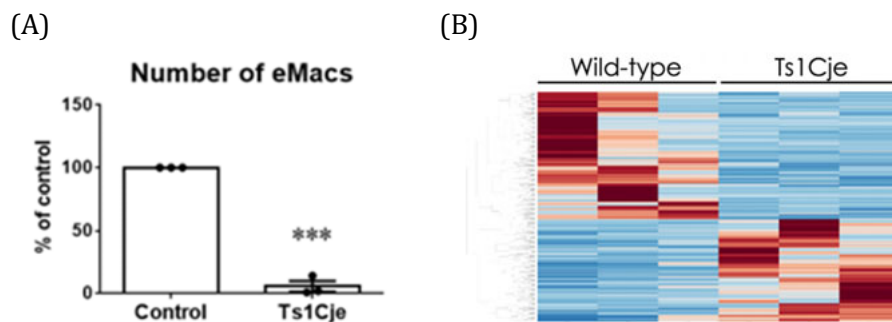 (A)
(B)
Number of eMacs
150
100
50
0
% of control
***
Control
Ts1Cje
Wild-type
Ts1Cje